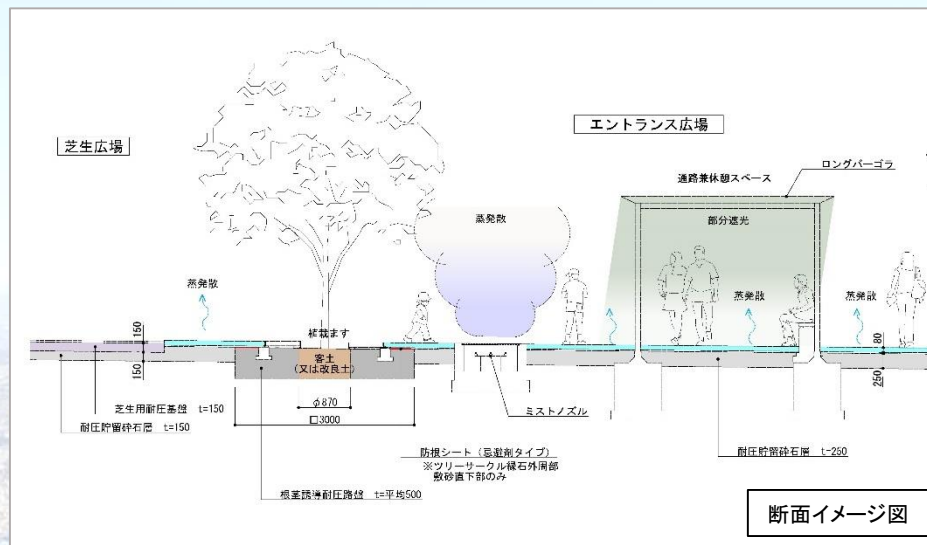 芝生広場
エントランス広場
ロングパーゴラ
通路兼休憩スペース
蒸発散
部分遮光
蒸発散
蒸発散
蒸発散
植栽ます
150
150
客土
(又は改良土)
80
250
φ870
□3000
芝生用耐圧基盤 t=150
耐圧貯留砕石層 t=150
ミストノズル
防根シート(忌避剤タイプ)
※ツリーサークル縁石外周部
敷砂直下部のみ
耐圧貯留砕石層 t=250
根茎誘導耐圧路盤 t=平均500
断面イメージ図